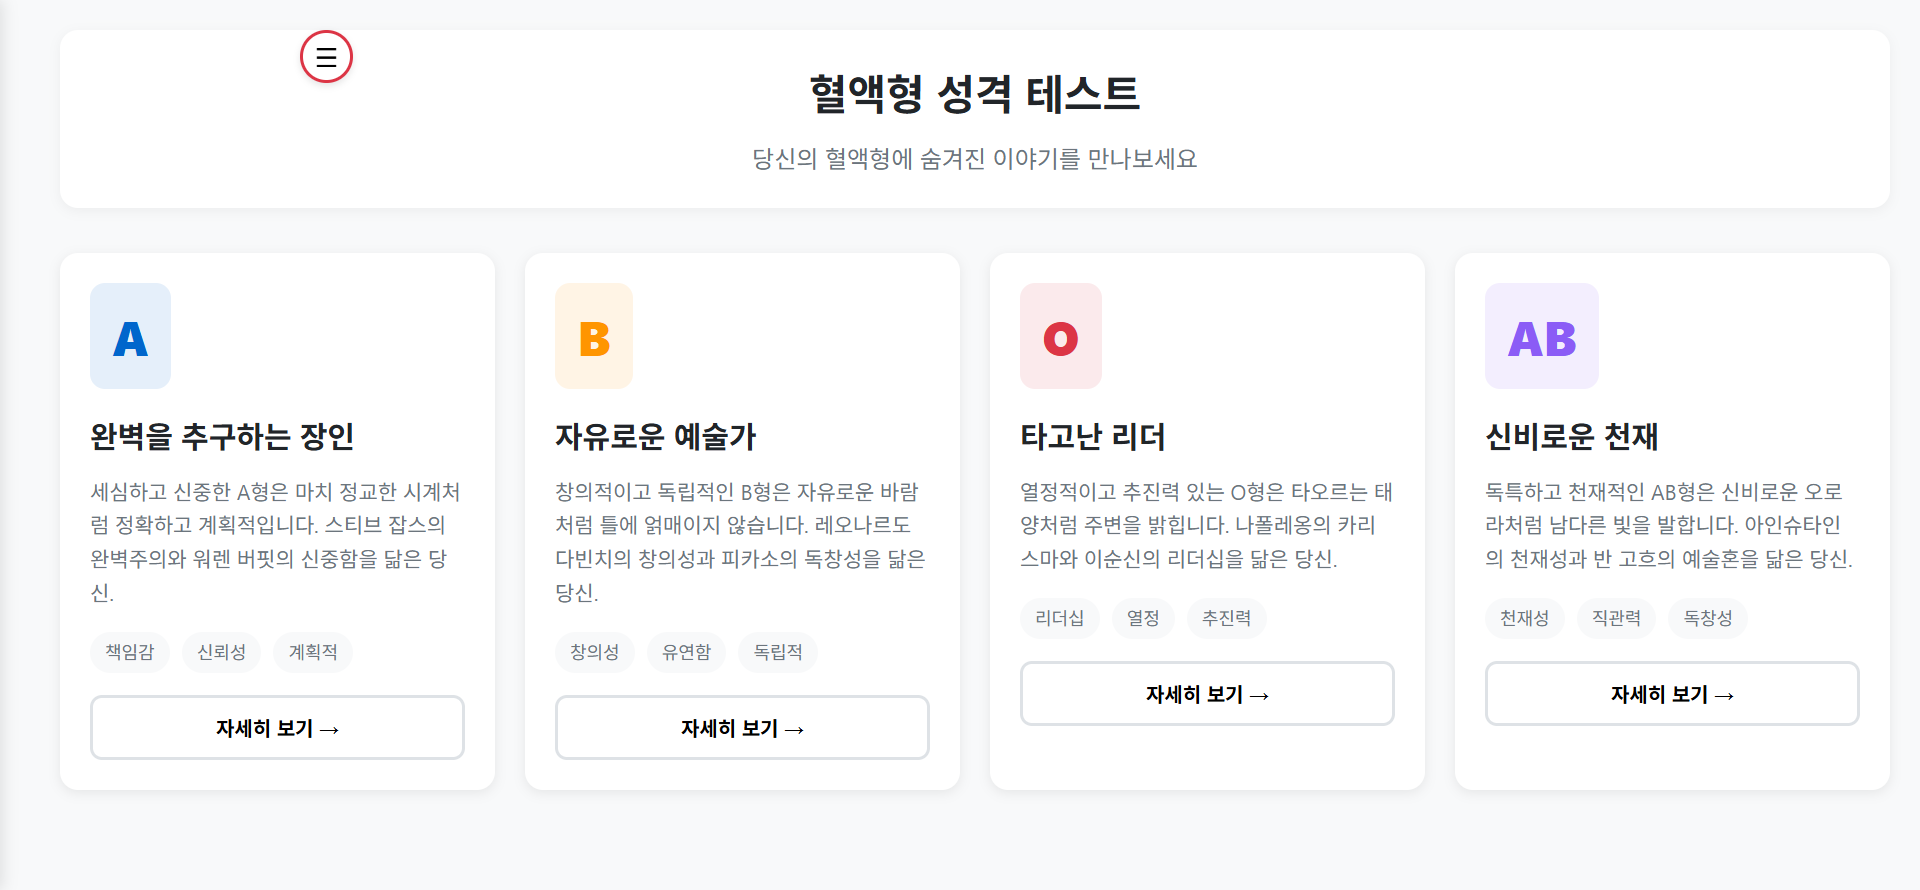 ☰
혈액형 성격 테스트
당신의 혈액형에 숨겨진 이야기를 만나보세요
A
완벽을 추구하는 장인
세심하고 신중한 A형은 마치 정교한 시계처
럼 정확하고 계획적입니다. 스티브 잡스의
완벽주의와 워렌 버핏의 신중함을 닮은 당
신.
책임감 신뢰성 계획적
자세히 보기 →
B
자유로운 예술가
창의적이고 독립적인 B형은 자유로운 바람
처럼 틀에 얽매이지 않습니다. 레오나르도
다빈치의 창의성과 피카소의 독창성을 닮은
당신.
창의성 유연함 독립적
자세히 보기 →
O
타고난 리더
열정적이고 추진력 있는 O형은 타오르는 태
양처럼 주변을 밝힙니다. 나폴레옹의 카리
스마와 이순신의 리더십을 닮은 당신.
리더십 열정 추진력
자세히 보기 →
AB
신비로운 천재
독특하고 천재적인 AB형은 신비로운 오로
라처럼 남다른 빛을 발합니다. 아인슈타인
의 천재성과 반 고흐의 예술혼을 닮은 당신.
천재성 직관력 독창성
자세히 보기 →